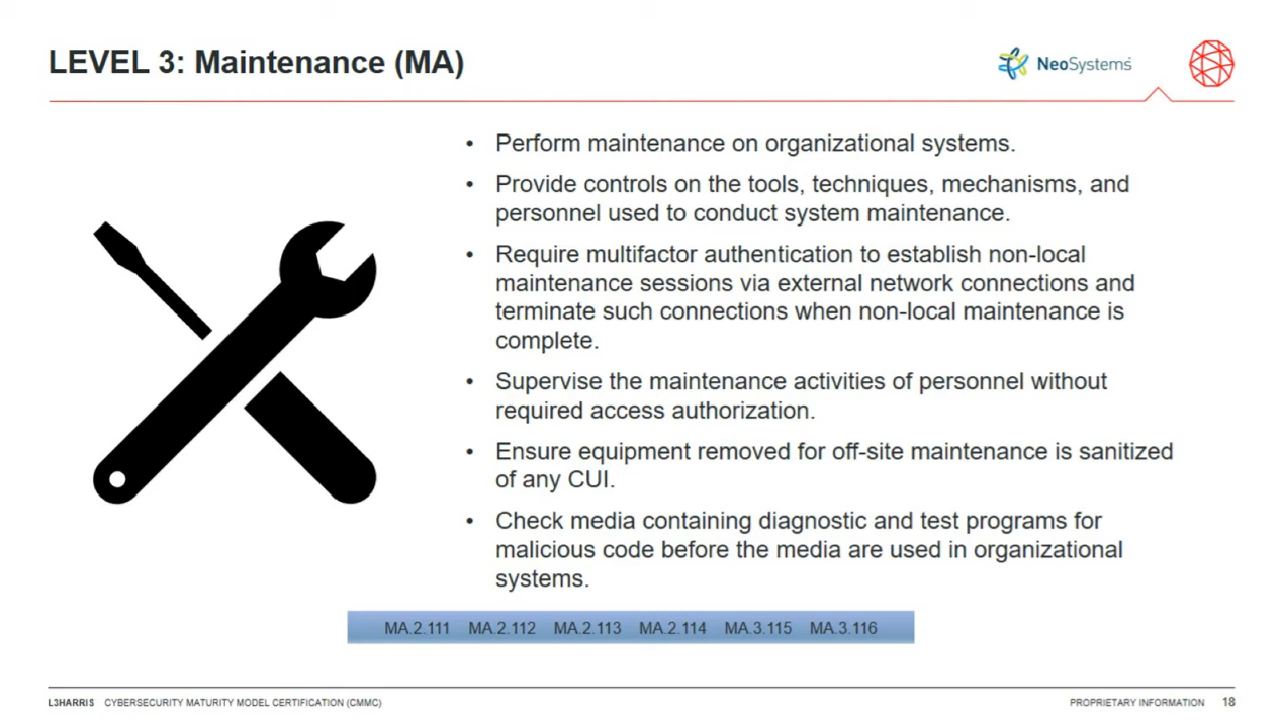 LEVEL 3: Maintenance (MA)
NeoSystems
• Perform maintenance on organizational systems.
• Provide controls on the tools, techniques, mechanisms, and
personnel used to conduct system maintenance.
• Require multifactor authentication to establish non-local
maintenance sessions via external network connections and
terminate such connections when non-local maintenance is
complete.
• Supervise the maintenance activities of personnel without
required access authorization.
• Ensure equipment removed for off-site maintenance is sanitized
of any CUI.
• Check media containing diagnostic and test programs for
malicious code before the media are used in organizational
systems.
MA.2.111 MA.2.112 MA.2.113 MA.2.114 MA.3.115 MA.3.116
L3HARRIS CYBERSECURITY MATURITY MODEL CERTIFICATION (CMMC)
PROPRIETARY INFORMATION 18